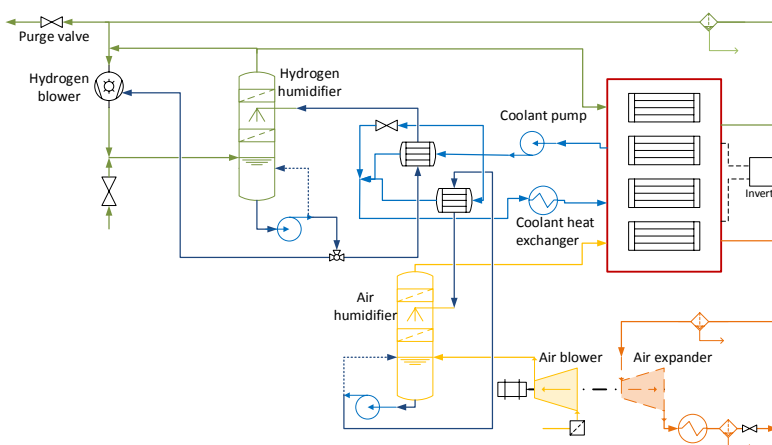 Purge valve
Hydrogen
blower
Hydrogen
humidifier
Coolant pump
Invert
Coolant heat
exchanger
Air
humidifier
Air blower
Air expander